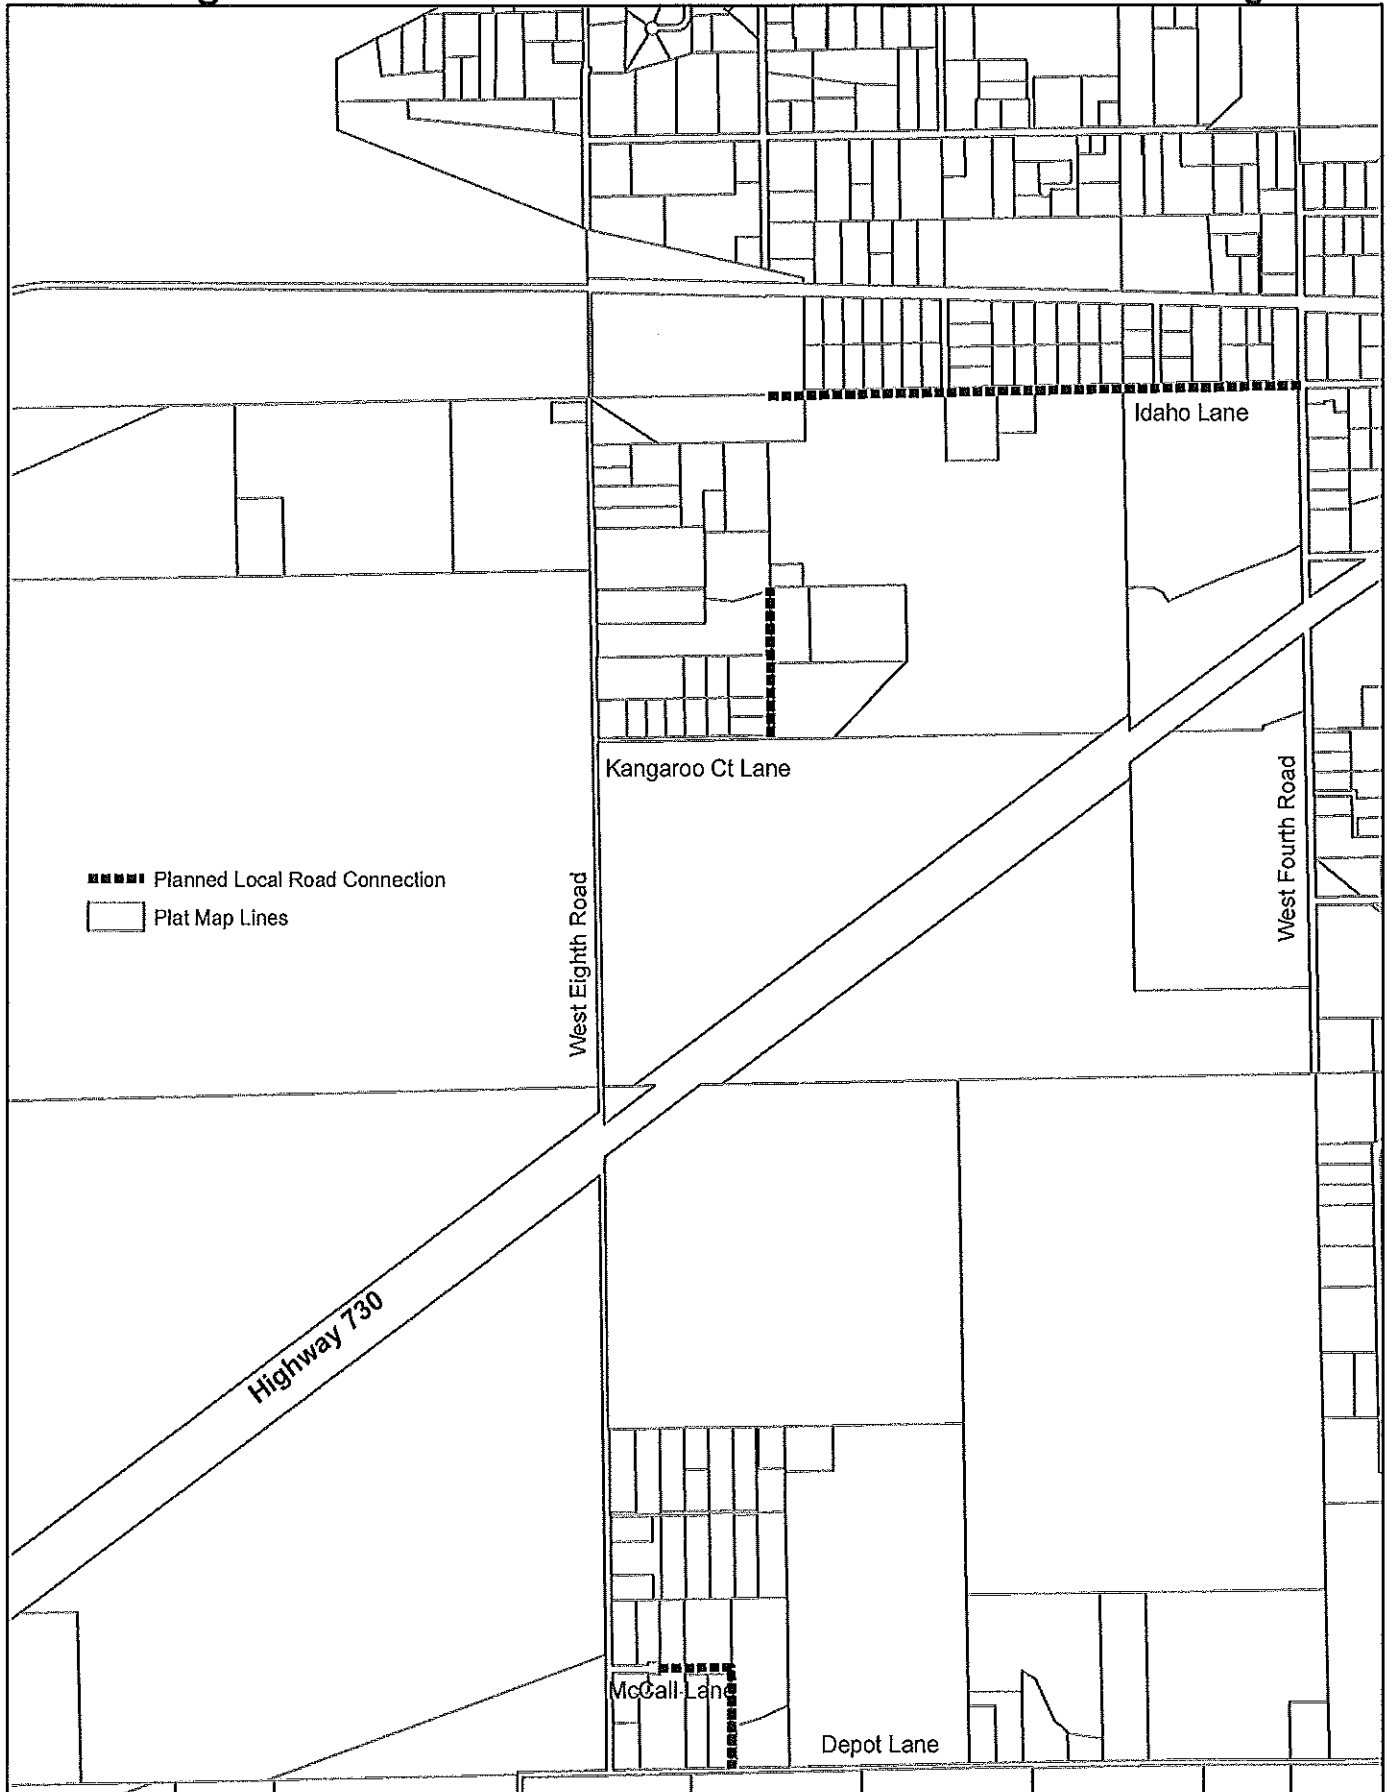 Idaho Lane
Kangaroo Ct Lane
West Fourth Road
Planned Local Road Connection
Plat Map Lines
West Eighth Road
Highway 730
McCall Lane
Depot Lane